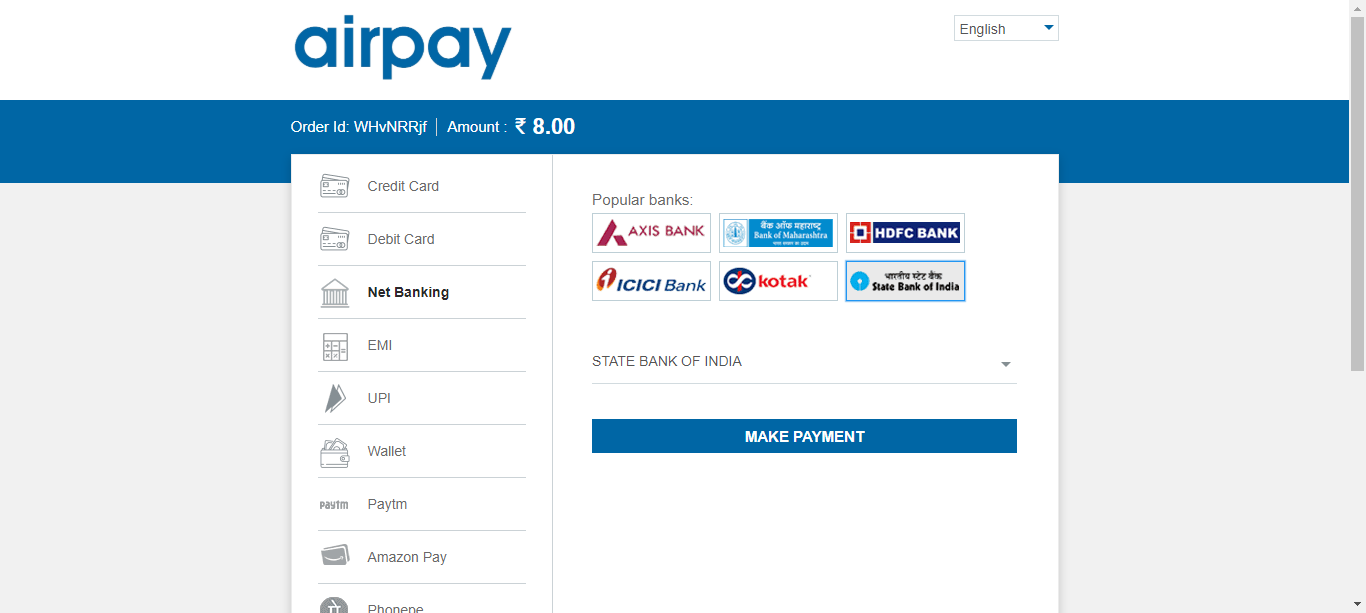 airpay
English
Order Id: WHvNRRjf
Amount : ₹ 8.00
Credit Card
Debit Card
Net Banking
EMI
UPI
Wallet
Paytm
Paytm
Amazon Pay
Phonepe
Popular banks:
AXIS BANK
बैंक ऑफ महाराष्ट्र
Bank of Maharashtra
HDFC BANK
ICICI Bank
kotak
भारतीय स्टेट बैंक
State Bank of India
STATE BANK OF INDIA
MAKE PAYMENT